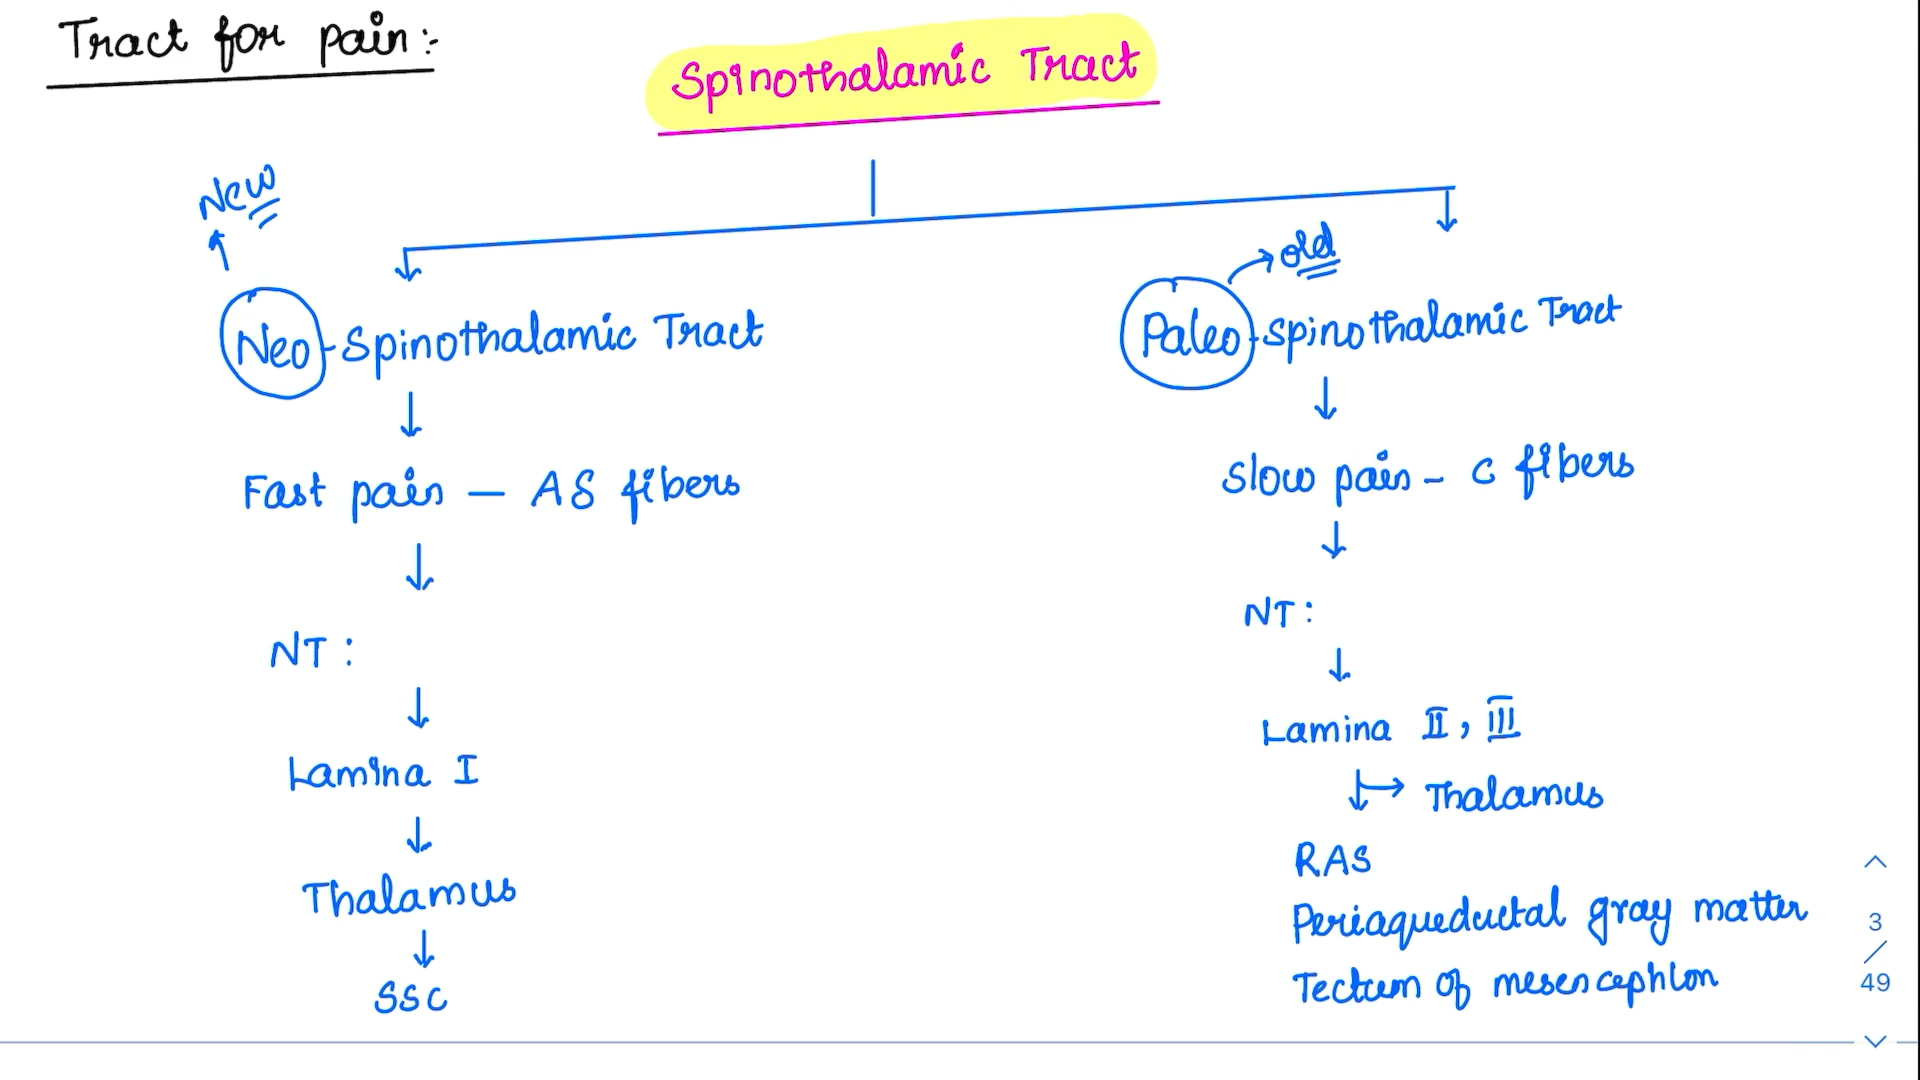 Tract for pain:-
Spinothalamic Tract
New
old
Neo-Spinothalamic Tract
Paleo-spinothalamic Tract
Fast pain — Aδ fibers
Slow pain - C fibers
NT:
NT:
Lamina I
Lamina II, III
Thalamus
Thalamus
SSC
RAS
Periaqueductal gray matter
Tectum of mesencephlon
3
/
49